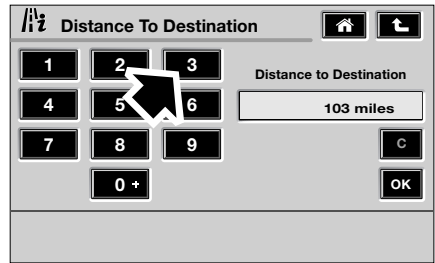 i Distance To Destination
1 2 3
Distance to Destination
4 5 6
103 miles
7 8 9
C
0 +
OK